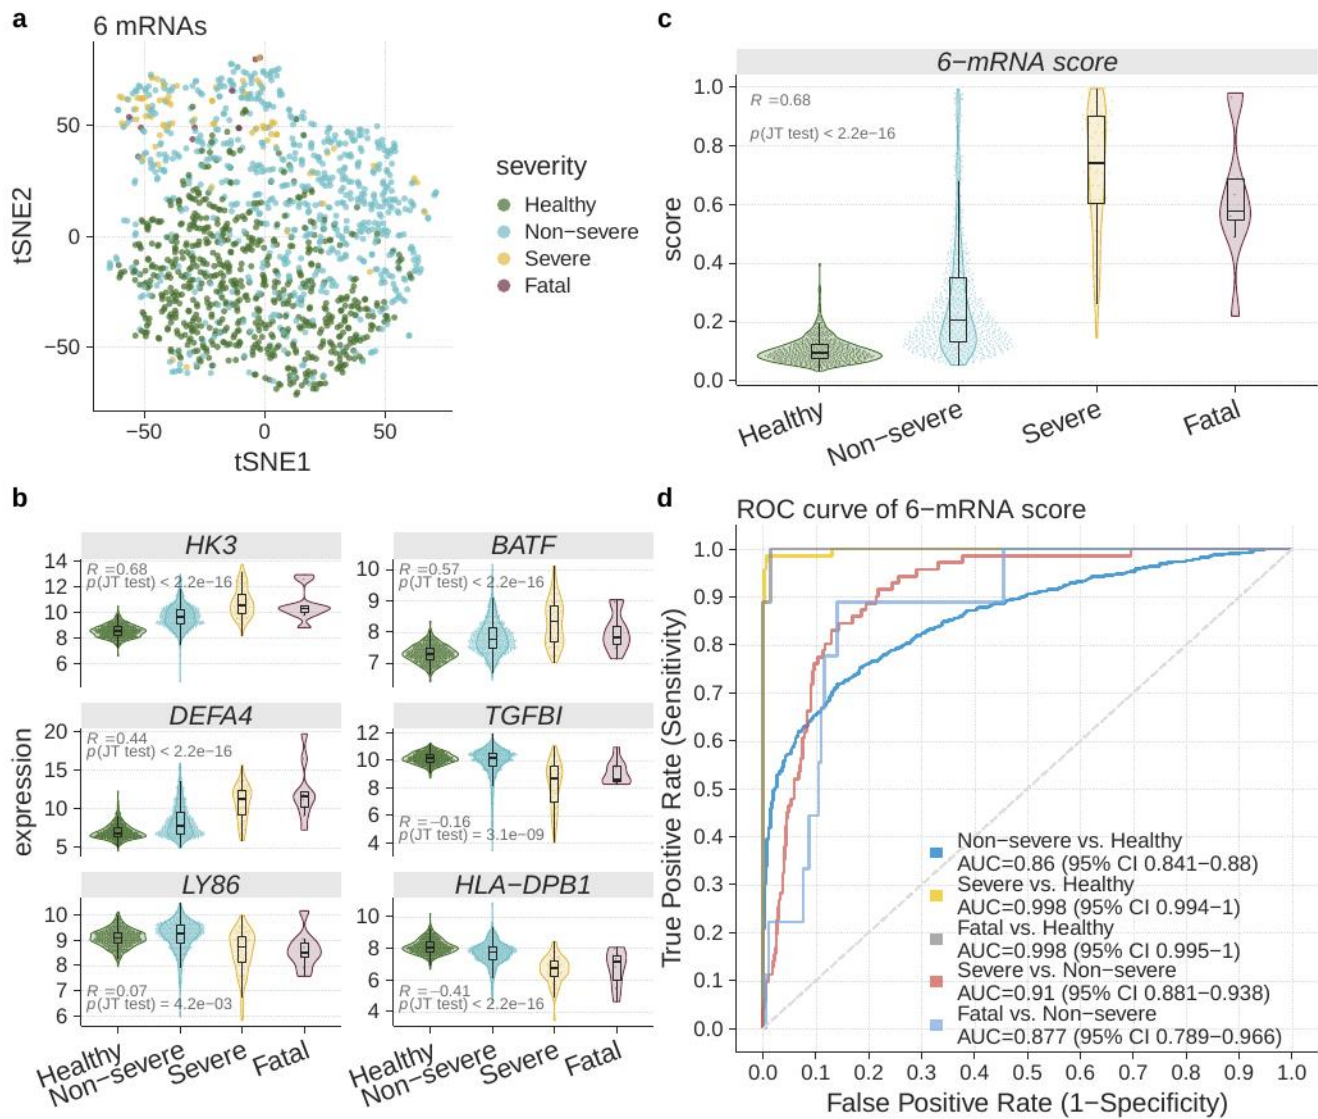 a
6 mRNAs
50
0
−50
tSNE2
−50
0
50
tSNE1
severity
Healthy
Non−severe
Severe
Fatal
c
6−mRNA score
R =0.68
p(JT test) < 2.2e−16
1.0
0.8
0.6
0.4
0.2
0.0
score
Healthy
Non−severe
Severe
Fatal
b
expression
HK3
R =0.68
p(JT test) < 2.2e−16
14
12
10
8
6
BATF
R =0.57
p(JT test) < 2.2e−16
10
9
8
7
DEFA4
R =0.44
p(JT test) < 2.2e−16
20
15
10
5
TGFBI
12
10
8
6
4
R =−0.16
p(JT test) = 3.1e−09
LY86
10
9
8
7
6
R =0.07
p(JT test) = 4.2e−03
HLA−DPB1
10
8
6
4
R =−0.41
p(JT test) < 2.2e−16
Healthy
Non−severe
Severe
Fatal
Healthy
Non−severe
Severe
Fatal
d
ROC curve of 6−mRNA score
1.0
0.9
0.8
0.7
0.6
0.5
0.4
0.3
0.2
0.1
0.0
True Positive Rate (Sensitivity)
Non−severe vs. Healthy
AUC=0.86 (95% CI 0.841−0.88)
Severe vs. Healthy
AUC=0.998 (95% CI 0.994−1)
Fatal vs. Healthy
AUC=0.998 (95% CI 0.995−1)
Severe vs. Non−severe
AUC=0.91 (95% CI 0.881−0.938)
Fatal vs. Non−severe
AUC=0.877 (95% CI 0.789−0.966)
0.0 0.1 0.2 0.3 0.4 0.5 0.6 0.7 0.8 0.9 1.0
False Positive Rate (1−Specificity)